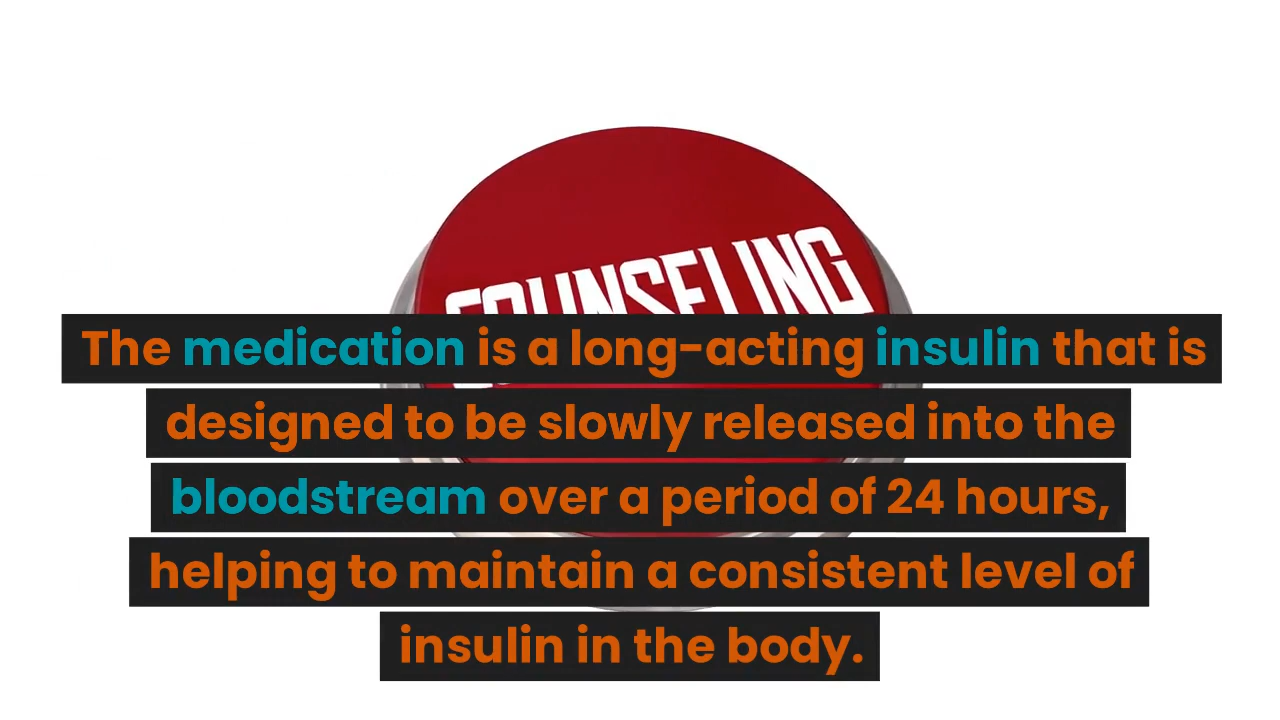 COUNSELING
The medication is a long-acting insulin that is
designed to be slowly released into the
bloodstream over a period of 24 hours,
helping to maintain a consistent level of
insulin in the body.